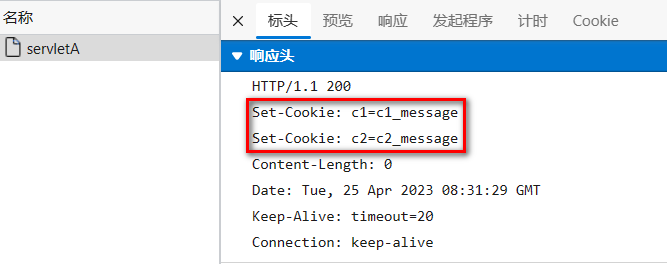 名称
servletA
标头 预览 响应 发起程序 计时 Cookie
响应头
HTTP/1.1 200
Set-Cookie: c1=c1_message
Set-Cookie: c2=c2_message
Content-Length: 0
Date: Tue, 25 Apr 2023 08:31:29 GMT
Keep-Alive: timeout=20
Connection: keep-alive